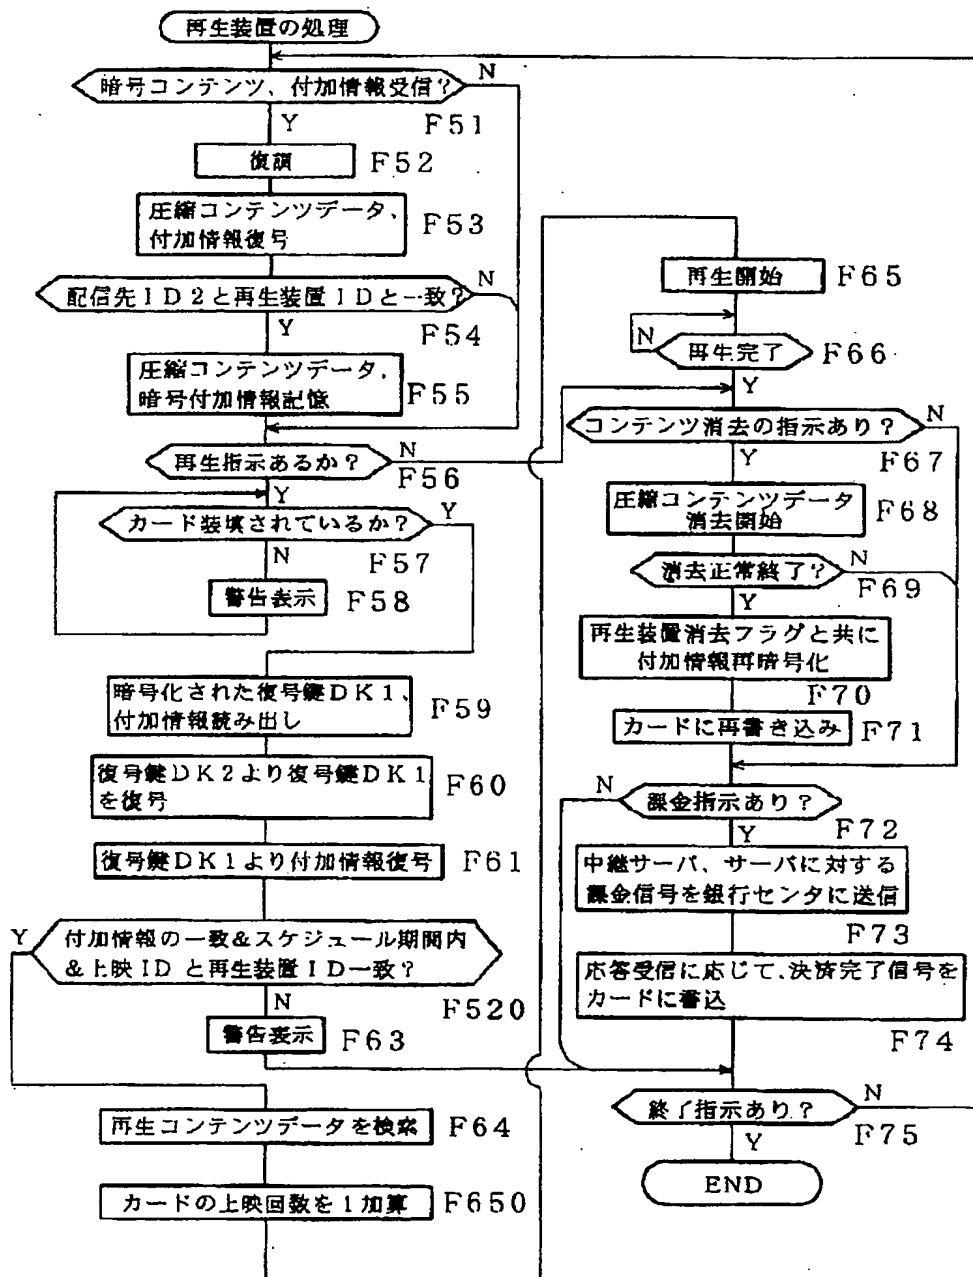 再生装置の処理
暗号コンテンツ、付加情報受信？
N
F51
Y
復調
F52
圧縮コンテンツデータ、
付加情報復号
F53
配信先ID2と再生装置IDと一致？
N
F54
Y
圧縮コンテンツデータ、
暗号付加情報記憶
F55
再生指示あるか？
N
F56
Y
カード装填されているか？
Y
F57
N
警告表示
F58
暗号化された復号鍵DK1、
付加情報読み出し
F59
復号鍵DK2より復号鍵DK1
を復号
F60
復号鍵DK1より付加情報復号
F61
Y
付加情報の一致&スケジュール期間内
&上映IDと再生装置ID一致？
F520
N
警告表示
F63
再生コンテンツデータを検索
F64
カードの上映回数を1加算
F650
再生開始
F65
N
再生完了
F66
Y
コンテンツ消去の指示あり？
N
F67
Y
圧縮コンテンツデータ
消去開始
F68
消去正常終了？
N
F69
Y
再生装置消去フラグと共に
付加情報再暗号化
F70
カードに再書き込み
F71
N
課金指示あり？
F72
Y
中継サーバ、サーバに対する
課金信号を銀行センタに送信
F73
応答受信に応じて、決済完了信号を
カードに書込
F74
終了指示あり？
N
F75
Y
END